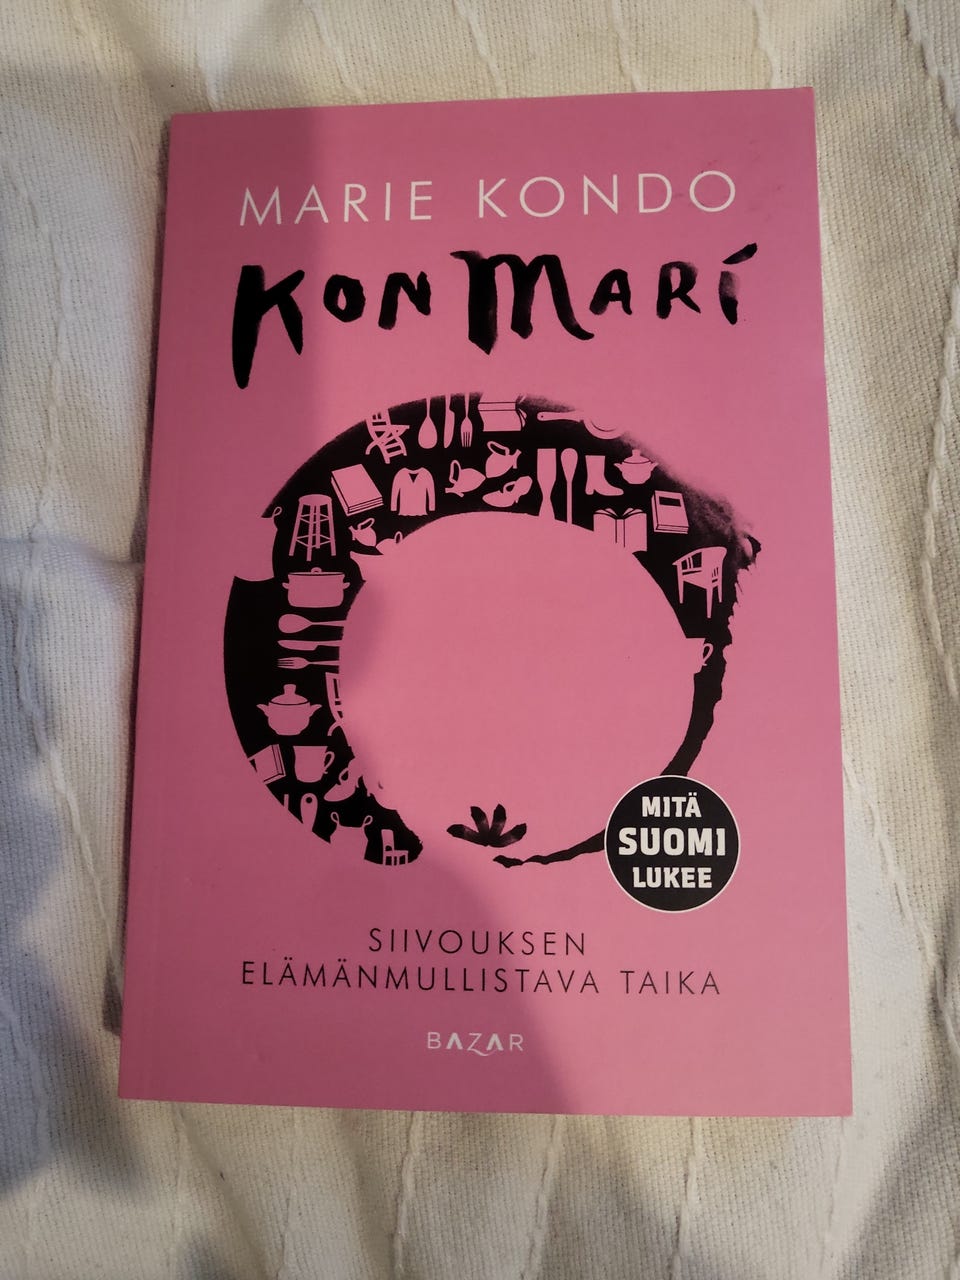 MARIE KONDO
KONMARÍ
MITÄ
SUOMI
LUKEE
SIIVOUKSEN
ELÄMÄNMULLISTAVA TAIKA
BAZAR